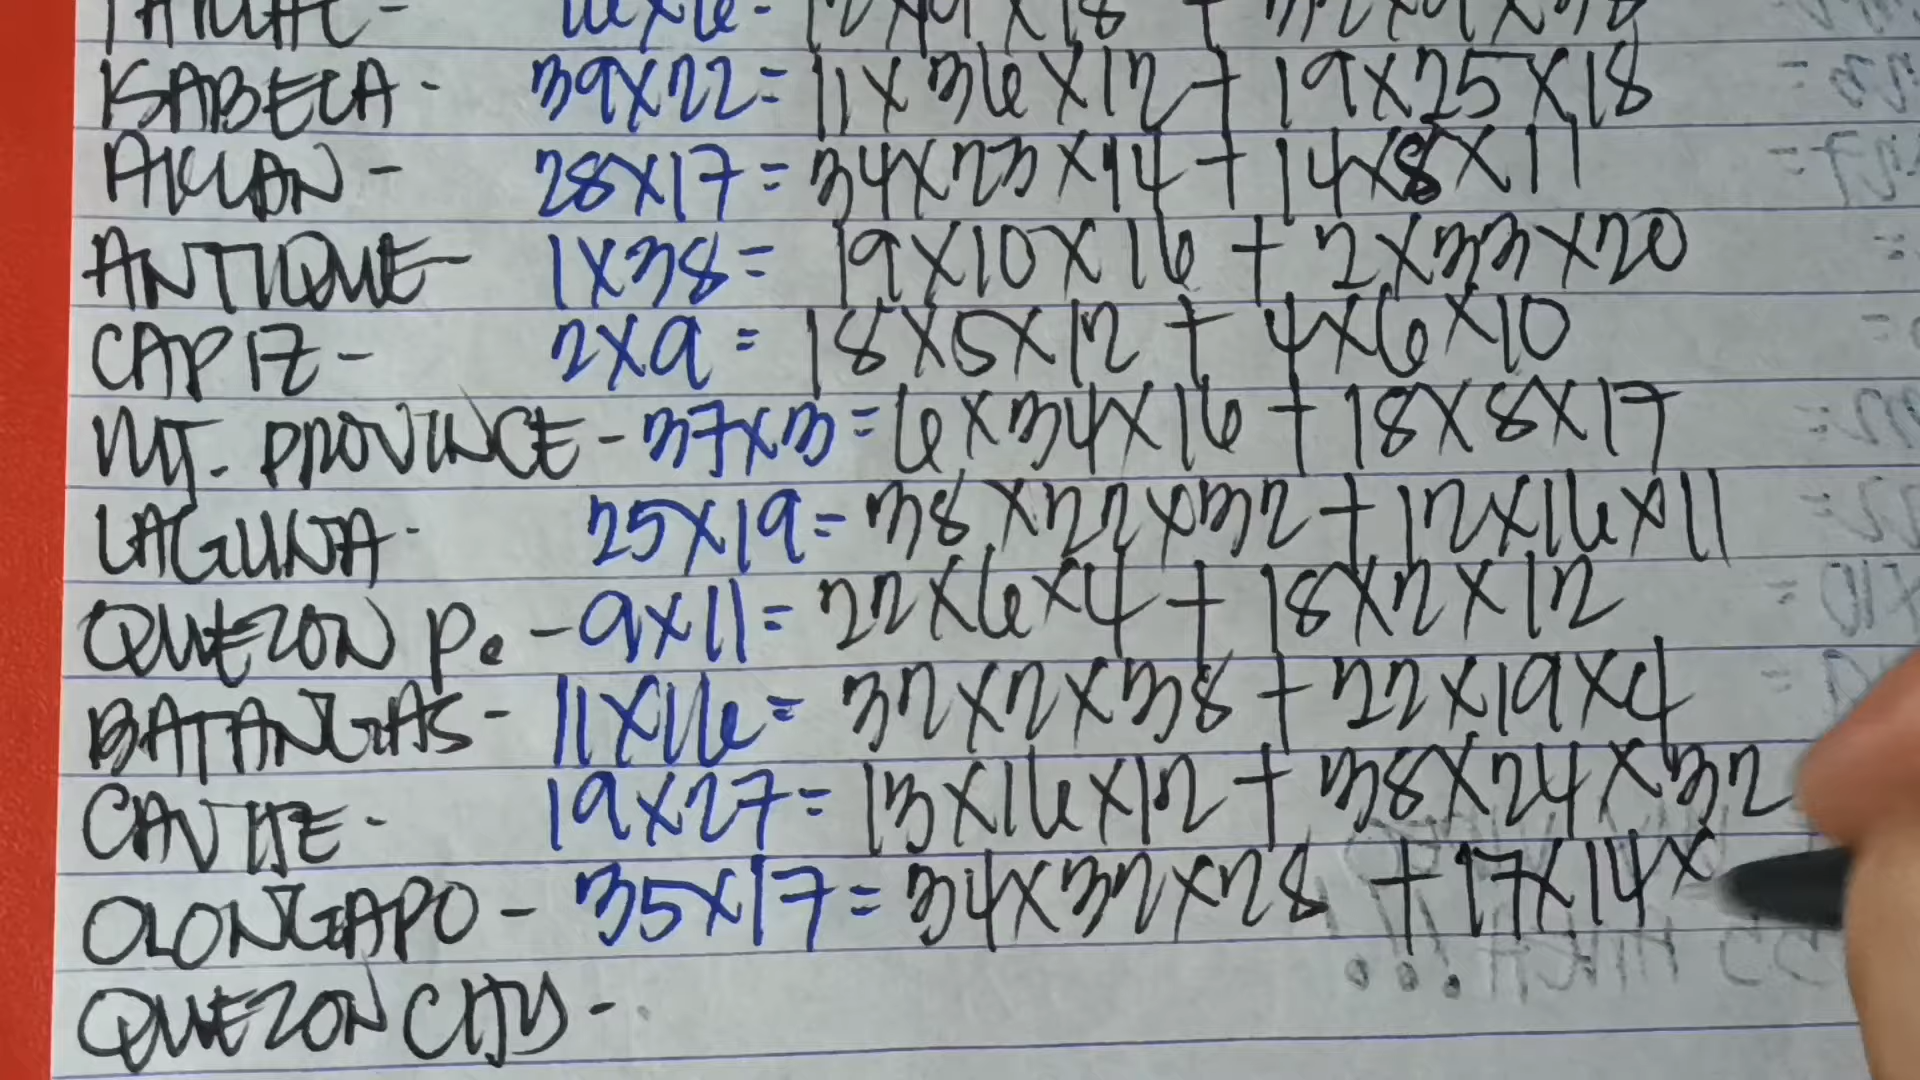 ISABELA - 39X22= 11X36X12 + 19X25X18
AKLAN - 28X17= 34X23X14 + 14X8X11
ANTIQUE - 1X38= 19X10X16 + 2X33X20
CAPIZ - 2X9= 18X5X12 + 4X6X10
MT. PROVINCE - 37X3= 6X34X16 + 18X8X17
LAGUNA - 25X19= 38X22X32 + 12X16X11
QUEZON P. - 9X11= 22X6X4 + 18X2X12
BATANGAS - 11X16= 32X2X38 + 22X19X4
CAVITE - 19X27= 13X16X12 + 38X24X32
OLONGAPO - 35X17= 34X32X28 + 17X14X
QUEZON CITY -